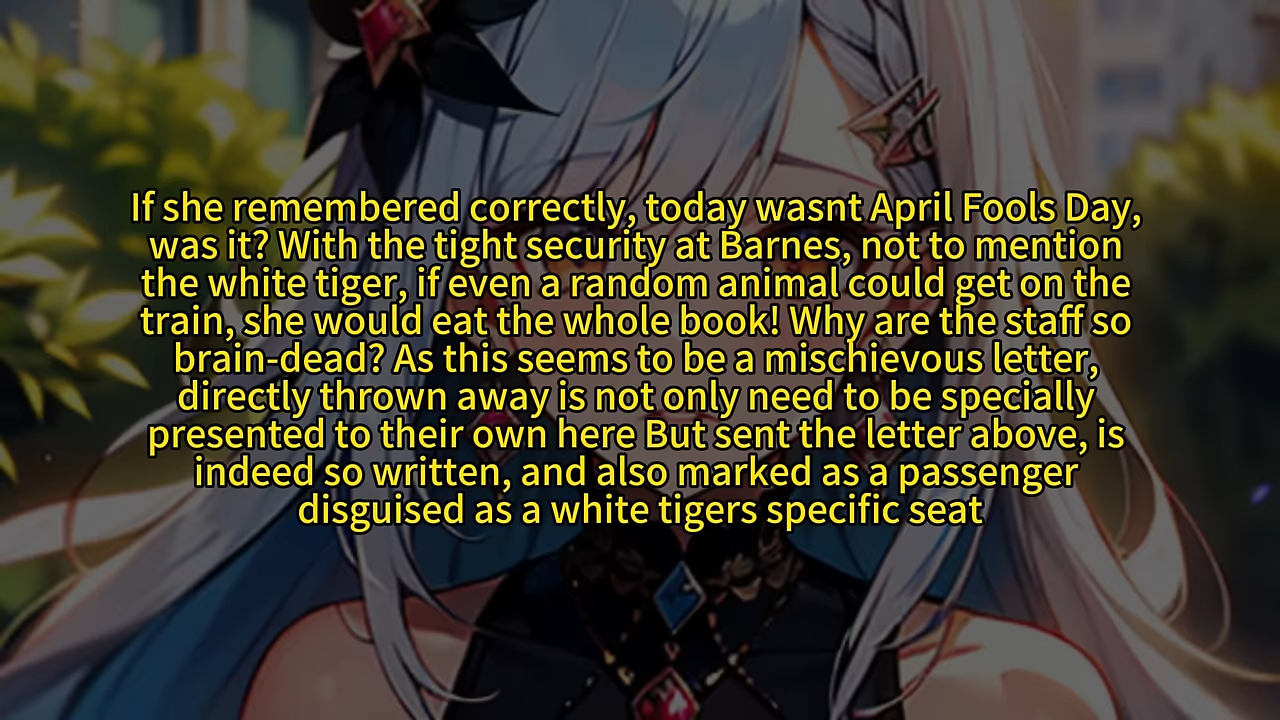 If she remembered correctly, today wasnt April Fools Day,
was it? With the tight security at Barnes, not to mention
the white tiger, if even a random animal could get on the
train, she would eat the whole book! Why are the staff so
brain-dead? As this seems to be a mischievous letter,
directly thrown away is not only need to be specially
presented to their own here But sent the letter above, is
indeed so written, and also marked as a passenger
disguised as a white tigers specific seat